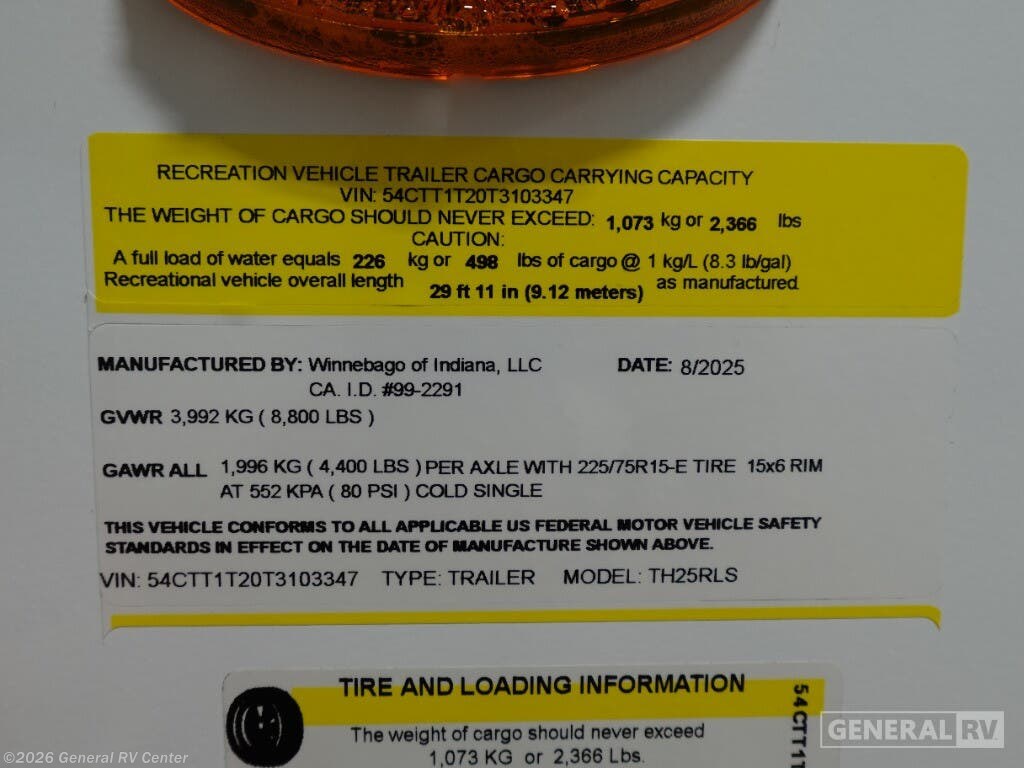 RECREATION VEHICLE TRAILER CARGO CARRYING CAPACITY
VIN: 54CTT1T20T3103347
THE WEIGHT OF CARGO SHOULD NEVER EXCEED: 1,073 kg or 2,366 lbs
CAUTION:
A full load of water equals 226 kg or 498 lbs of cargo @ 1 kg/L (8.3 lb/gal)
Recreational vehicle overall length 29 ft 11 in (9.12 meters) as manufactured
MANUFACTURED BY: Winnebago of Indiana, LLC DATE: 8/2025
CA. I.D. #99-2291
GVWR 3,992 KG ( 8,800 LBS )
GAWR ALL 1,996 KG ( 4,400 LBS ) PER AXLE WITH 225/75R15-E TIRE 15x6 RIM
AT 552 KPA ( 80 PSI ) COLD SINGLE
THIS VEHICLE CONFORMS TO ALL APPLICABLE US FEDERAL MOTOR VEHICLE SAFETY
STANDARDS IN EFFECT ON THE DATE OF MANUFACTURE SHOWN ABOVE.
VIN: 54CTT1T20T3103347 TYPE: TRAILER MODEL: TH25RLS
TIRE AND LOADING INFORMATION
The weight of cargo should never exceed
1,073 KG or 2,366 Lbs.
54CTT1T
GENERAL RV
©2026 General RV Center